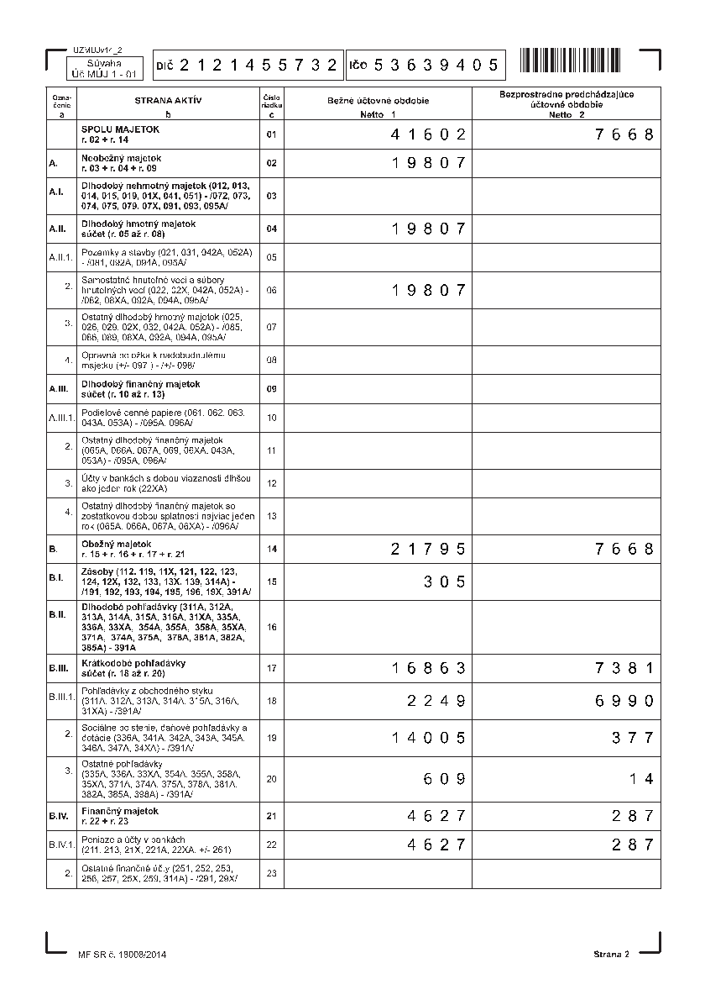 UZMUJv14_2
Súvaha
Úč MÚJ 1 - 01
DIČ 2121455732 IČO 53639405
Ozna-
čenie
a
STRANA AKTÍV
b
Číslo
riadku
c
Bežné účtovné obdobie
Netto 1
Bezprostredne predchádzajúce
účtovné obdobie
Netto 2
SPOLU MAJETOK
r. 02 + r. 14
01 41602 7668
A. Neobežný majetok
r. 03 + r. 04 + r. 09
02 19807
A.I. Dlhodobý nehmotný majetok (012, 013,
014, 015, 019, 01X, 041, 051) - /072, 073,
074, 075, 079, 07X, 091, 093, 095A/
03
A.II. Dlhodobý hmotný majetok
súčet (r. 05 až r. 08)
04 19807
A.II.1. Pozemky a stavby (021, 031, 042A, 052A)
- /081, 092A, 094A, 095A/
05
2. Samostatné hnuteľné veci a súbory
hnuteľných vecí (022, 02X, 042A, 052A) -
/082, 08XA, 092A, 094A, 095A/
06 19807
3. Ostatný dlhodobý hmotný majetok (025,
026, 029, 02X, 032, 042A, 052A) - /085,
086, 089, 08XA, 092A, 094A, 095A/
07
4. Opravná položka k nadobudnutému
majetku (+/- 097 ) - /+/- 098/
08
A.III. Dlhodobý finančný majetok
súčet (r. 10 až r. 13)
09
A.III.1. Podielové cenné papiere (061, 062, 063,
043A, 053A) - /095A, 096A/
10
2. Ostatný dlhodobý finančný majetok
(065A, 066A, 067A, 069, 06XA, 043A,
053A) - /095A, 096A/
11
3. Účty v bankách s dobou viazanosti dlhšou
ako jeden rok (22XA)
12
4. Ostatný dlhodobý finančný majetok so
zostatkovou dobou splatnosti najviac jeden
rok (065A, 066A, 067A, 06XA) - /096A/
13
B. Obežný majetok
r. 15 + r. 16 + r. 17 + r. 21
14 21795 7668
B.I. Zásoby (112, 119, 11X, 121, 122, 123,
124, 12X, 132, 133, 13X, 139, 314A) -
/191, 192, 193, 194, 195, 196, 19X, 391A/
15 305
B.II. Dlhodobé pohľadávky (311A, 312A,
313A, 314A, 315A, 316A, 31XA, 335A,
336A, 33XA, 354A, 355A, 358A, 35XA,
371A, 374A, 375A, 378A, 381A, 382A,
385A) - 391A
16
B.III. Krátkodobé pohľadávky
súčet (r. 18 až r. 20)
17 16863 7381
B.III.1. Pohľadávky z obchodného styku
(311A, 312A, 313A, 314A, 315A, 316A,
31XA) - /391A/
18 2249 6990
2. Sociálne poistenie, daňové pohľadávky a
dotácie (336A, 341A, 342A, 343A, 345A,
346A, 347A, 34XA) - /391A/
19 14005 377
3. Ostatné pohľadávky
(335A, 336A, 33XA, 354A, 355A, 358A,
35XA, 371A, 374A, 375A, 378A, 381A,
382A, 385A, 398A) - /391A/
20 609 14
B.IV. Finančný majetok
r. 22 + r. 23
21 4627 287
B.IV.1. Peniaze a účty v bankách
(211, 213, 21X, 221A, 22XA, +/- 261)
22 4627 287
2. Ostatné finančné účty (251, 252, 253,
256, 257, 25X, 259, 314A) - /291, 29X/
23
MF SR č. 18008/2014 Strana 2